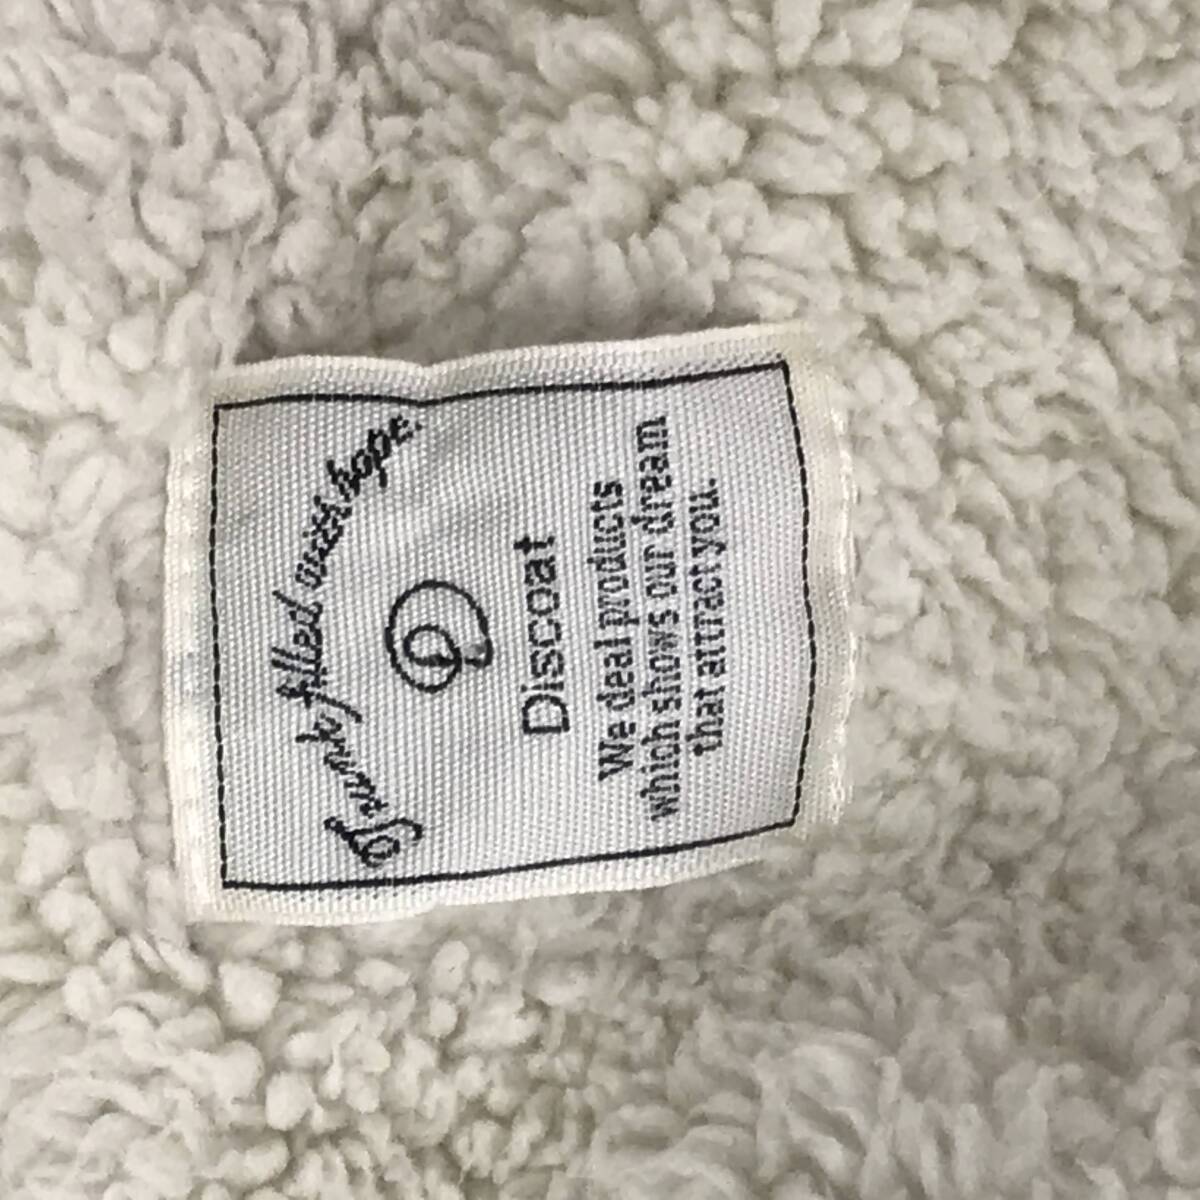 Trunk filled with hope.
Discoat
We deal products
which shows our dream
that attract you.